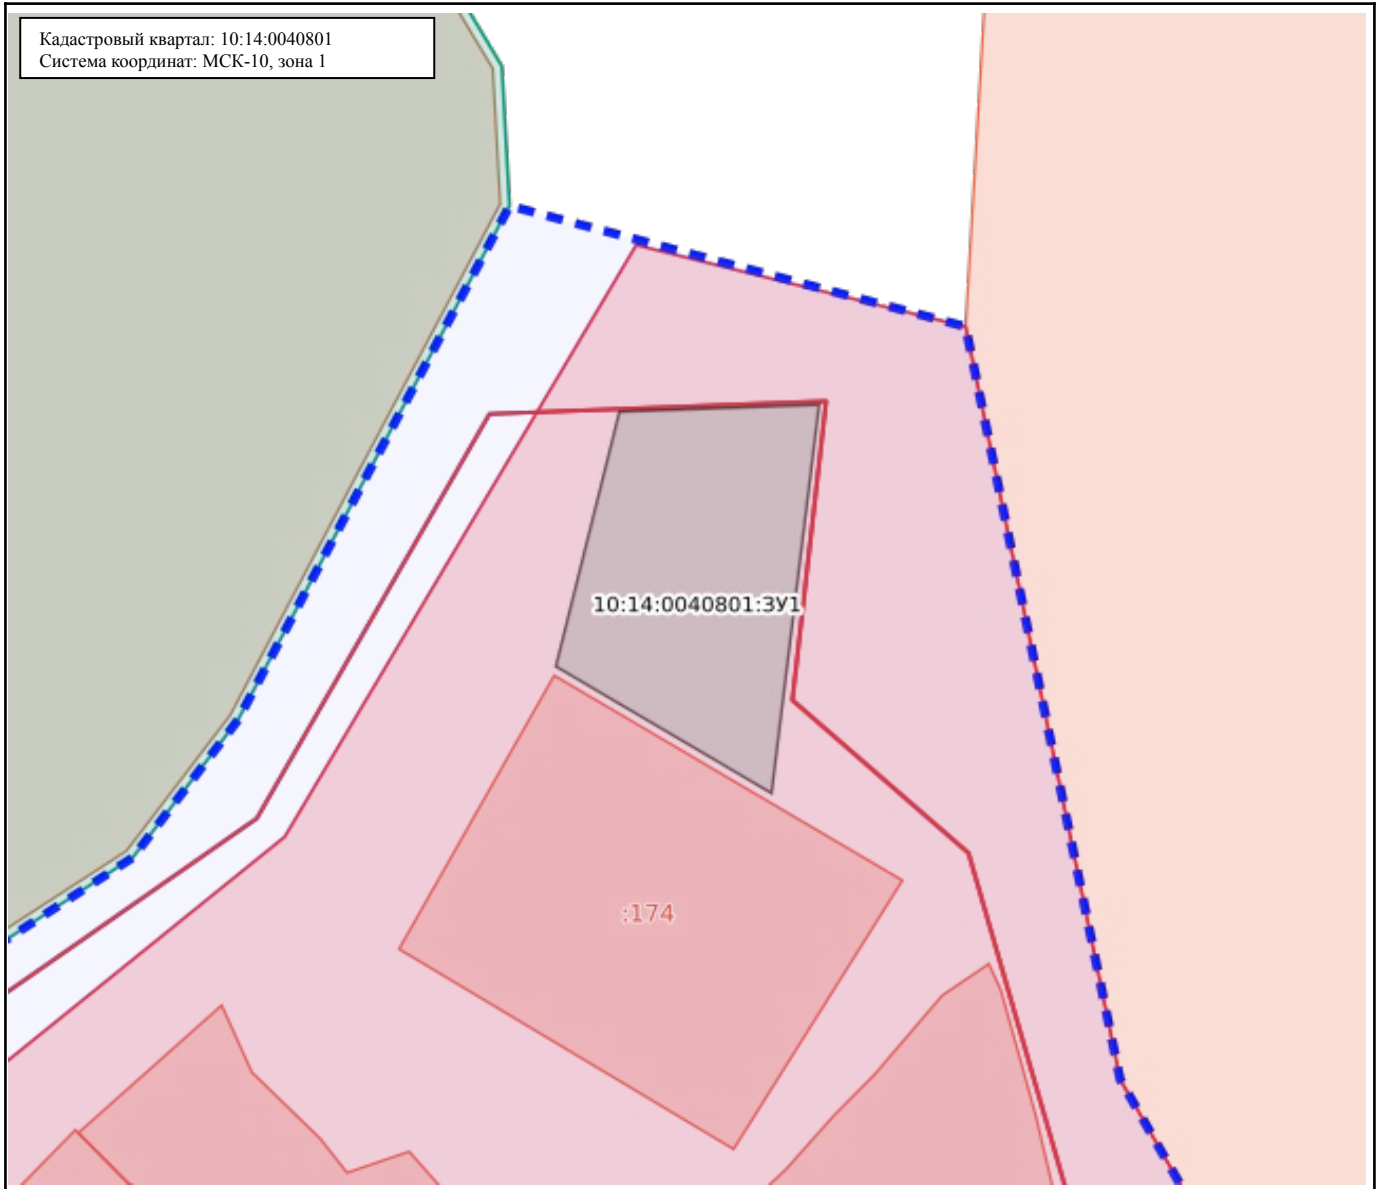 Кадастровый квартал: 10:14:0040801
Система координат: МСК-10, зона 1
10:14:0040801:ЗУ1
:174